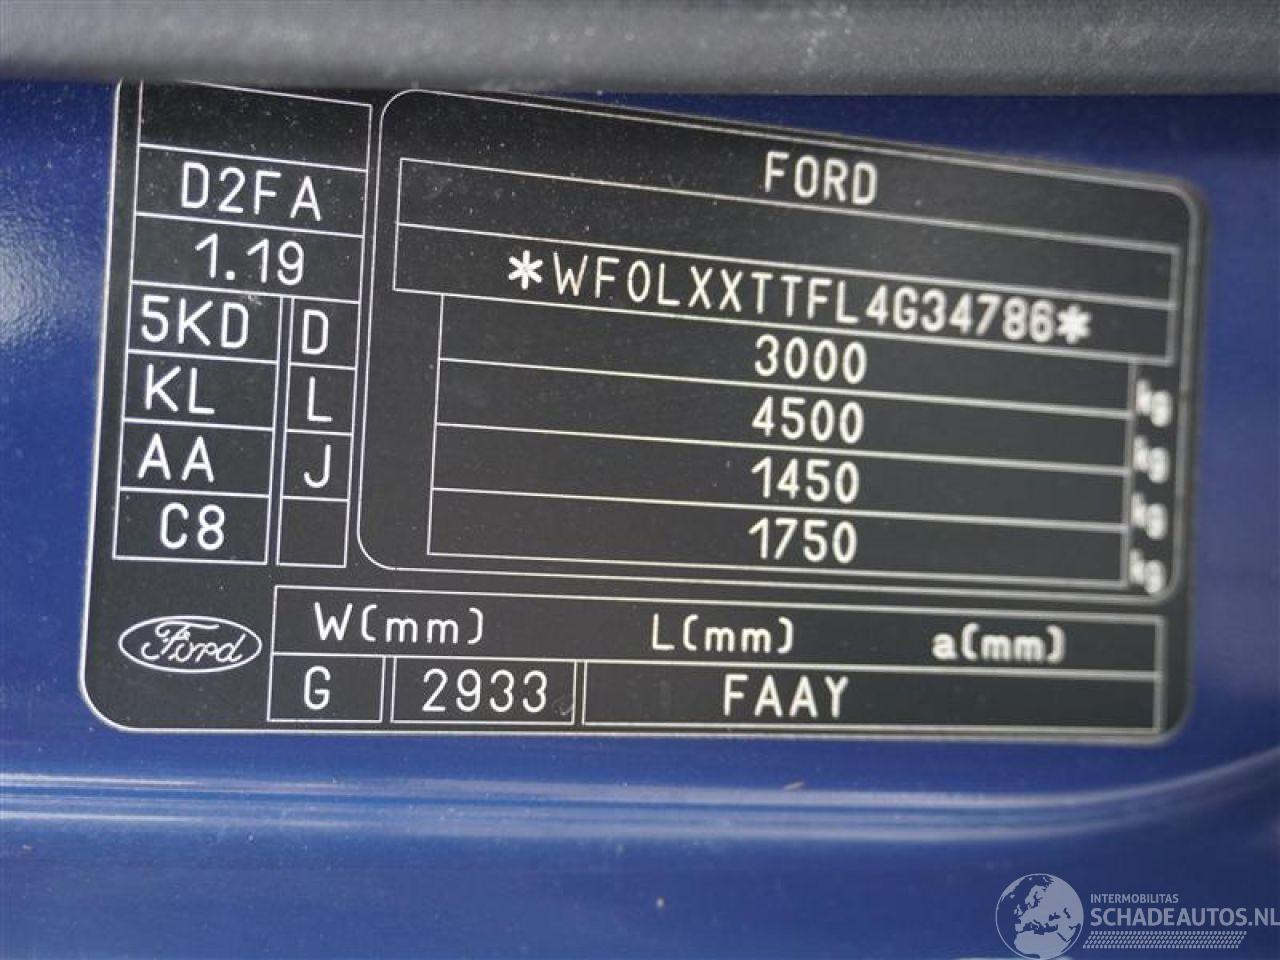 FORD
D2FA
1.19
*WF0LXXTTFL4G34786*
5KD D
KL L
AA J
C8
3000 kg
4500 kg
1450 kg
1750 kg
Ford
W(mm) L(mm) a(mm)
G 2933 FAAY
INTERMOBILITAS
SCHADEAUTOS.NL